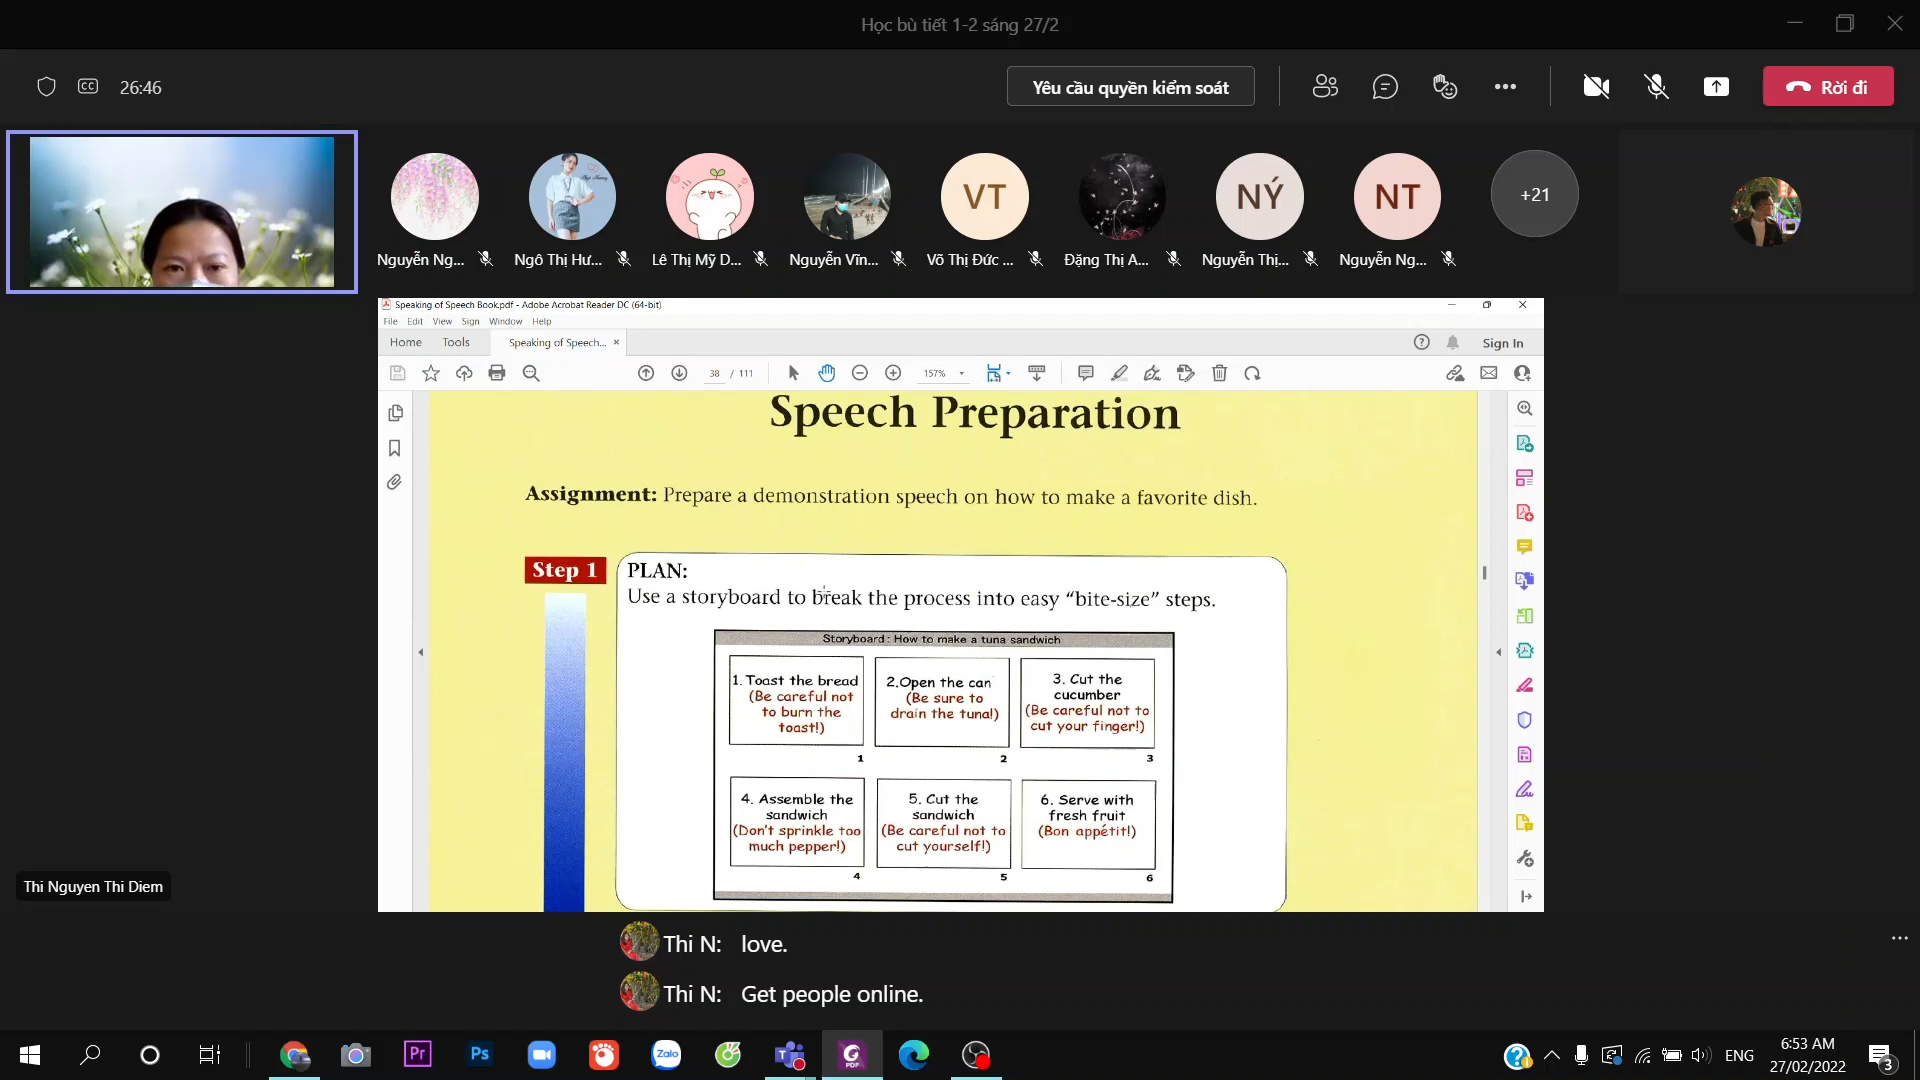 Học bù tiết 1-2 sáng 27/2
CC
26:46
Yêu cầu quyền kiểm soát
Rời đi
VT
NÝ
NT
+21
Nguyễn Ng...
Ngô Thị Hư...
Lê Thị Mỹ D...
Nguyễn Vĩn...
Võ Thị Đức ...
Đặng Thị A...
Nguyễn Thị...
Nguyễn Ng...
Speaking of Speech Book.pdf - Adobe Acrobat Reader DC (64-bit)
File Edit View Sign Window Help
Home Tools Speaking of Speech... Sign In
38 / 111 157%
Speech Preparation
Assignment: Prepare a demonstration speech on how to make a favorite dish.
Step 1
PLAN:
Use a storyboard to break the process into easy “bite-size” steps.
Storyboard : How to make a tuna sandwich
1. Toast the bread
(Be careful not
to burn the
toast!)
1
2.Open the can
(Be sure to
drain the tuna!)
2
3. Cut the
cucumber
(Be careful not to
cut your finger!)
3
4. Assemble the
sandwich
(Don't sprinkle too
much pepper!)
4
5. Cut the
sandwich
(Be careful not to
cut yourself!)
5
6. Serve with
fresh fruit
(Bon appétit!)
6
Thi Nguyen Thi Diem
Thi N: love.
Thi N: Get people online.
Pr
Ps
Zalo
PDF
ENG
6:53 AM
27/02/2022
3